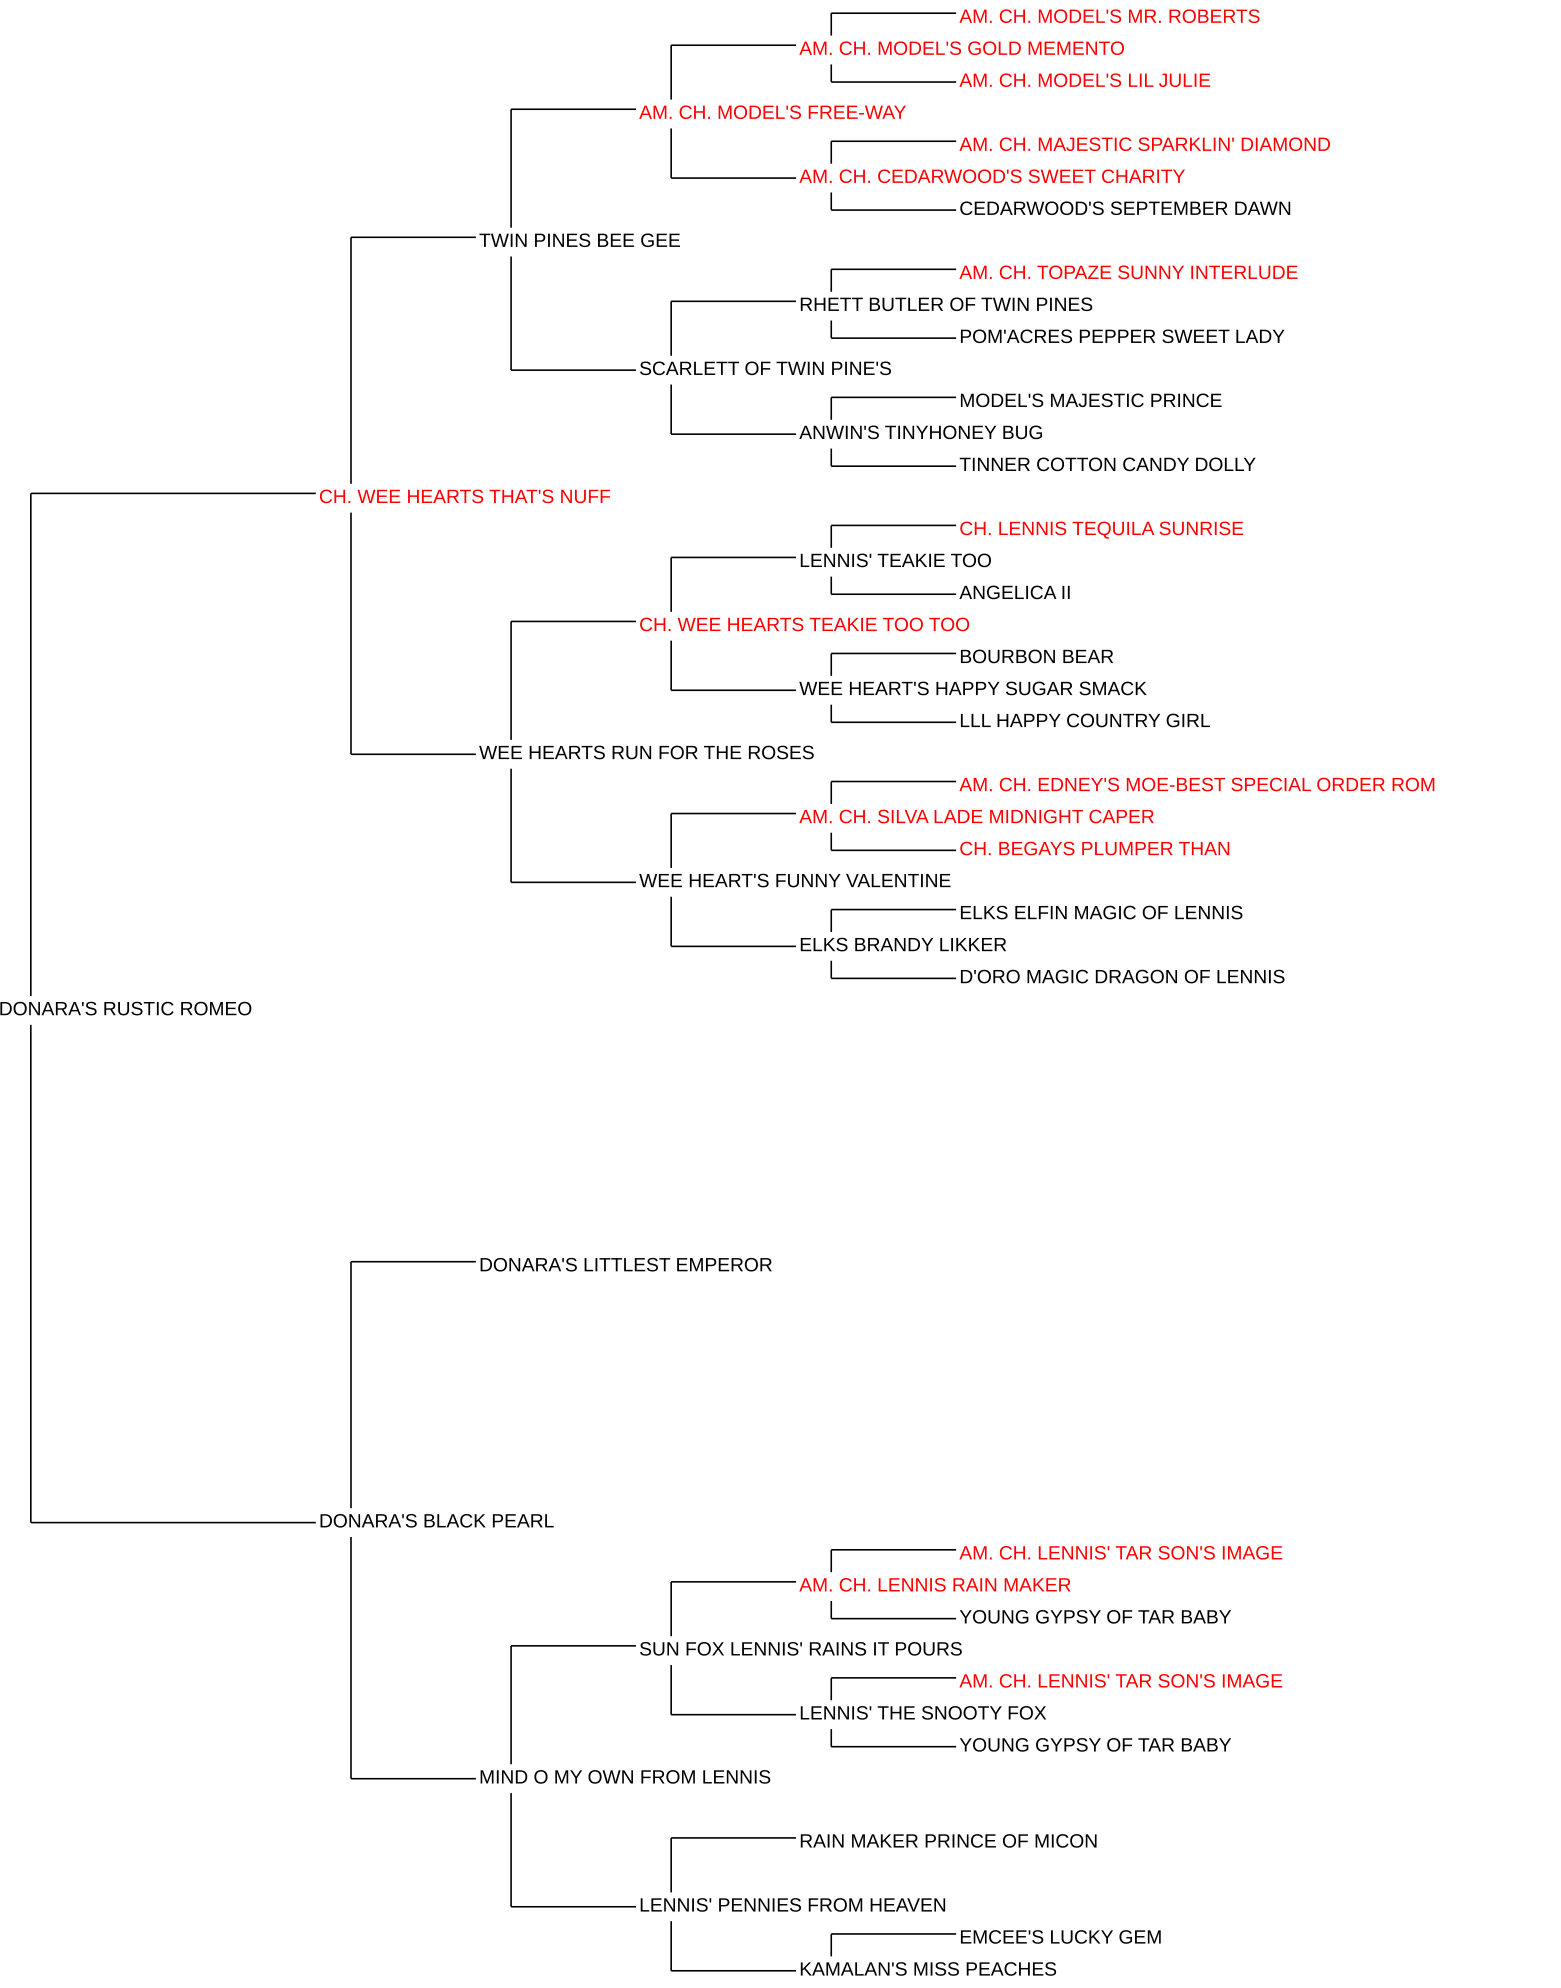 AM. CH. MODEL'S MR. ROBERTS
AM. CH. MODEL'S GOLD MEMENTO
AM. CH. MODEL'S LIL JULIE
AM. CH. MODEL'S FREE-WAY
AM. CH. MAJESTIC SPARKLIN' DIAMOND
AM. CH. CEDARWOOD'S SWEET CHARITY
CEDARWOOD'S SEPTEMBER DAWN
TWIN PINES BEE GEE
AM. CH. TOPAZE SUNNY INTERLUDE
RHETT BUTLER OF TWIN PINES
POM'ACRES PEPPER SWEET LADY
SCARLETT OF TWIN PINE'S
MODEL'S MAJESTIC PRINCE
ANWIN'S TINYHONEY BUG
TINNER COTTON CANDY DOLLY
CH. WEE HEARTS THAT'S NUFF
CH. LENNIS TEQUILA SUNRISE
LENNIS' TEAKIE TOO
ANGELICA II
CH. WEE HEARTS TEAKIE TOO TOO
BOURBON BEAR
WEE HEART'S HAPPY SUGAR SMACK
LLL HAPPY COUNTRY GIRL
WEE HEARTS RUN FOR THE ROSES
AM. CH. EDNEY'S MOE-BEST SPECIAL ORDER ROM
AM. CH. SILVA LADE MIDNIGHT CAPER
CH. BEGAYS PLUMPER THAN
WEE HEART'S FUNNY VALENTINE
ELKS ELFIN MAGIC OF LENNIS
ELKS BRANDY LIKKER
D'ORO MAGIC DRAGON OF LENNIS
DONARA'S RUSTIC ROMEO
DONARA'S LITTLEST EMPEROR
DONARA'S BLACK PEARL
AM. CH. LENNIS' TAR SON'S IMAGE
AM. CH. LENNIS RAIN MAKER
YOUNG GYPSY OF TAR BABY
SUN FOX LENNIS' RAINS IT POURS
AM. CH. LENNIS' TAR SON'S IMAGE
LENNIS' THE SNOOTY FOX
YOUNG GYPSY OF TAR BABY
MIND O MY OWN FROM LENNIS
RAIN MAKER PRINCE OF MICON
LENNIS' PENNIES FROM HEAVEN
EMCEE'S LUCKY GEM
KAMALAN'S MISS PEACHES